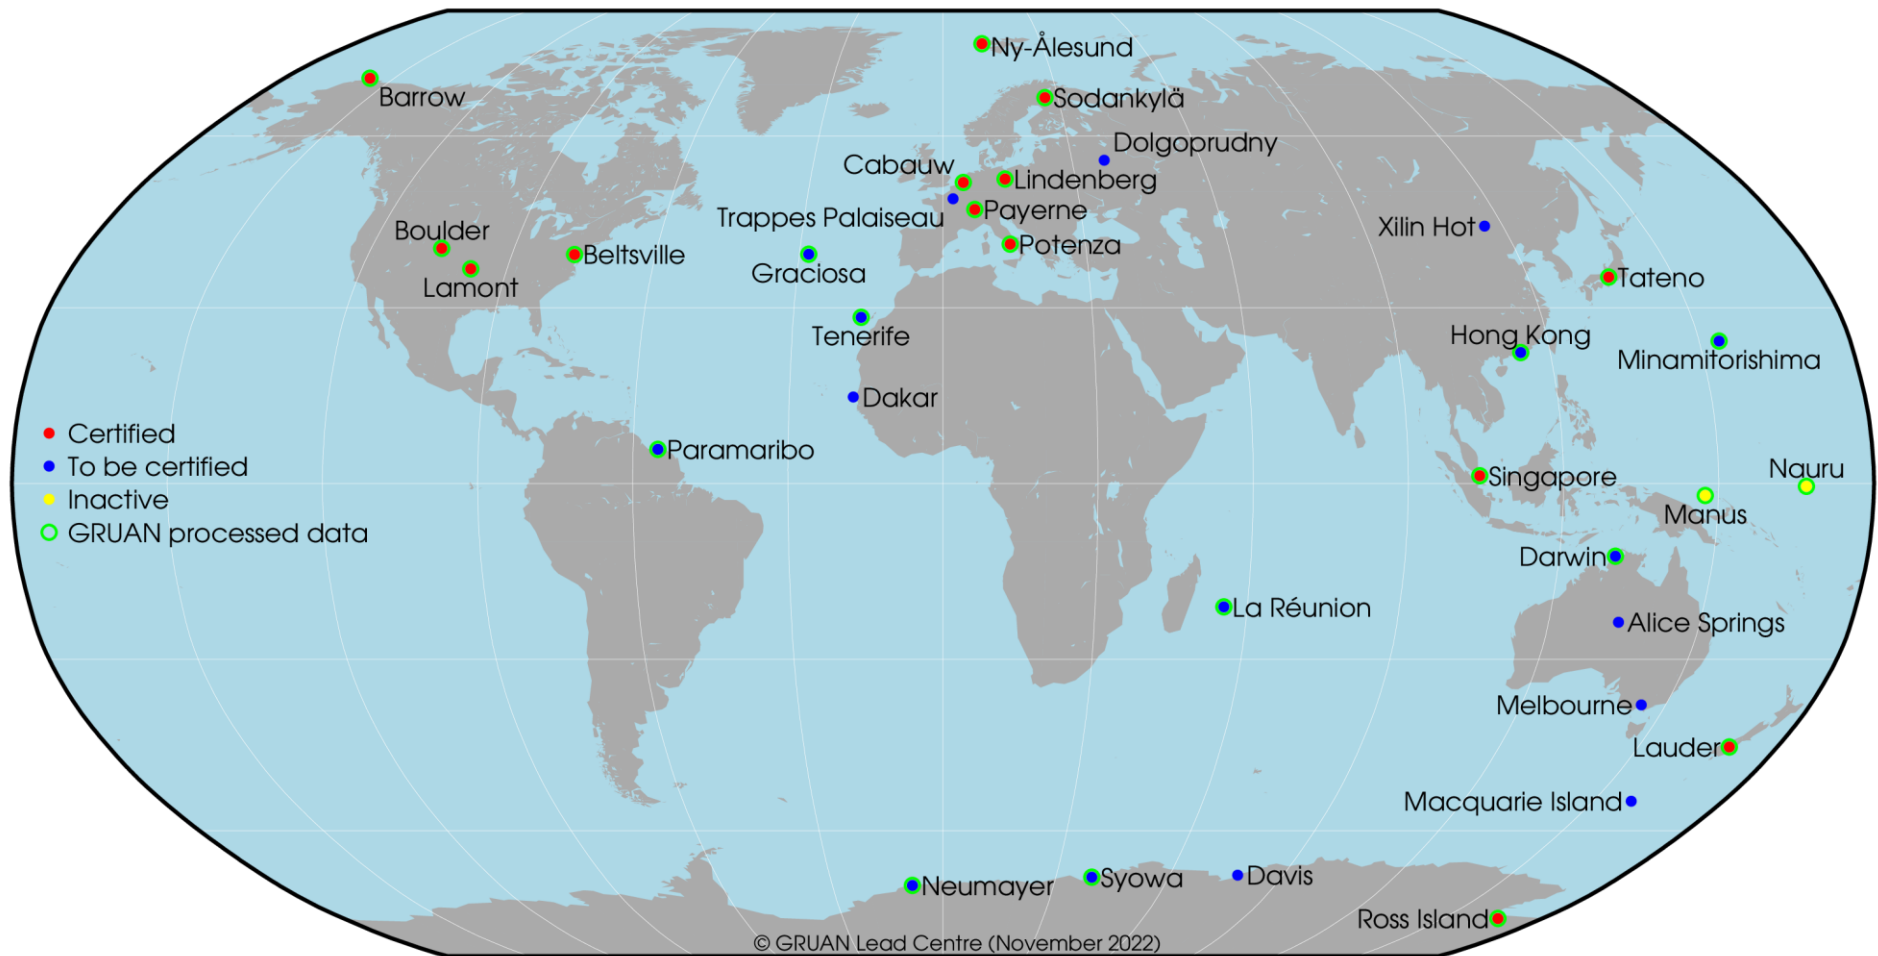 Ny-Ålesund
Barrow
Sodankylä
Dolgoprudny
Cabauw
Lindenberg
Trappes Palaiseau
Payerne
Xilin Hot
Boulder
Beltsville
Potenza
Graciosa
Lamont
Tateno
Tenerife
Hong Kong
Minamitorishima
Dakar
Certified
To be certified
Inactive
GRUAN processed data
Paramaribo
Singapore
Nauru
Manus
Darwin
La Réunion
Alice Springs
Melbourne
Lauder
Macquarie Island
Neumayer
Syowa
Davis
Ross Island
© GRUAN Lead Centre (November 2022)